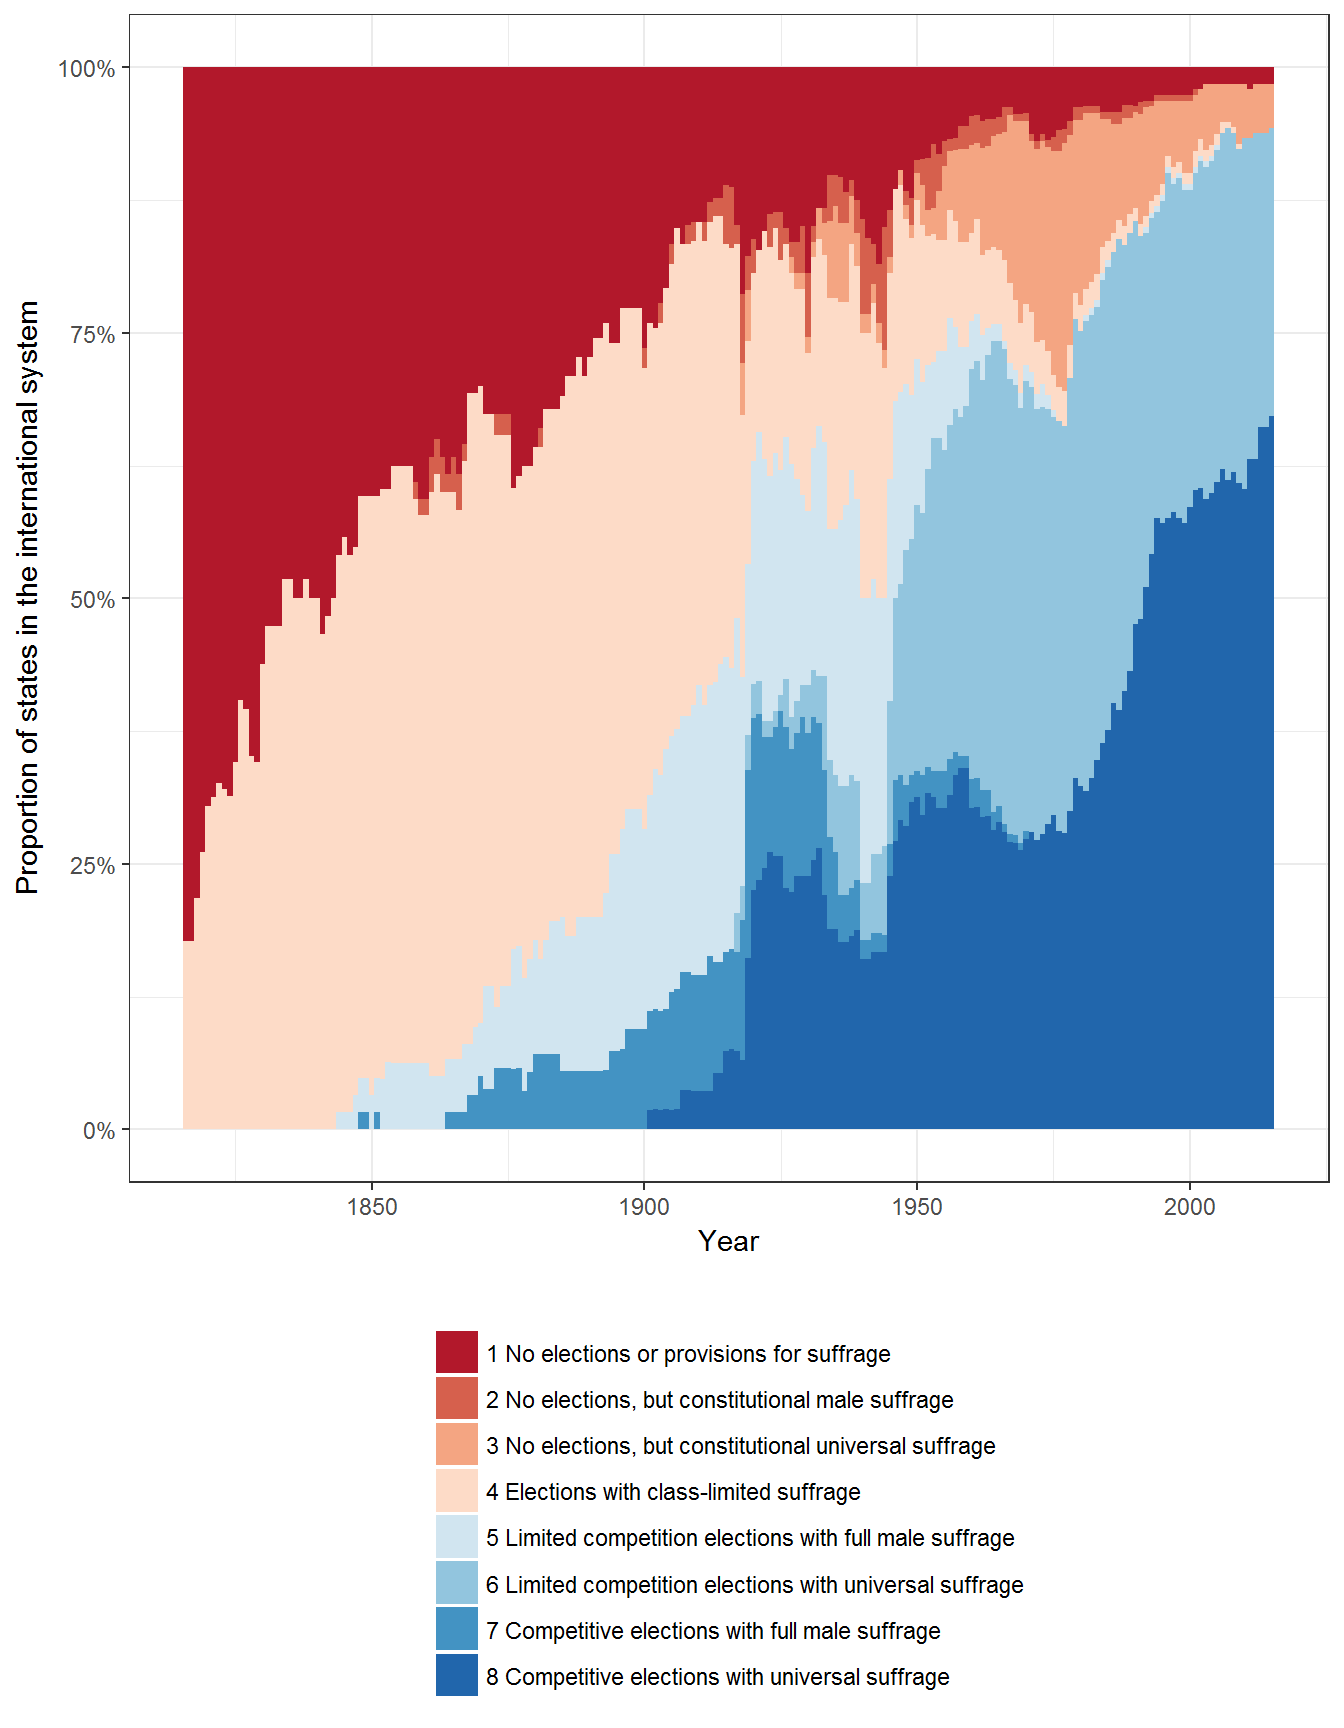 Proportion of states in the international system
100%
75%
50%
25%
0%
1850
1900
1950
2000
Year
1 No elections or provisions for suffrage
2 No elections, but constitutional male suffrage
3 No elections, but constitutional universal suffrage
4 Elections with class-limited suffrage
5 Limited competition elections with full male suffrage
6 Limited competition elections with universal suffrage
7 Competitive elections with full male suffrage
8 Competitive elections with universal suffrage